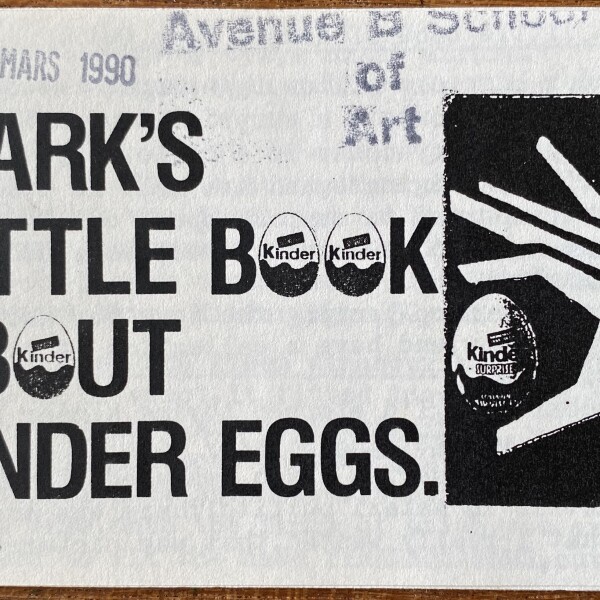 Avenue B School
MARS 1990
of
Art
ARK'S
TTLE BOOK
Kinder
Kinder
BOUT
Kinder
NDER EGGS.
Kinder
SURPRISE